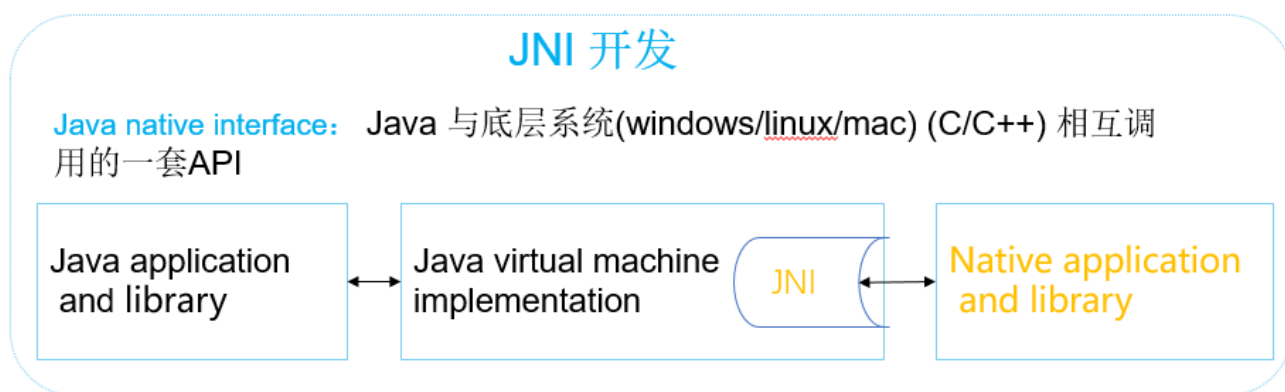 JNI 开发
Java native interface： Java 与底层系统(windows/linux/mac) (C/C++) 相互调
用的一套API
Java application
and library
Java virtual machine
implementation
JNI
Native application
and library